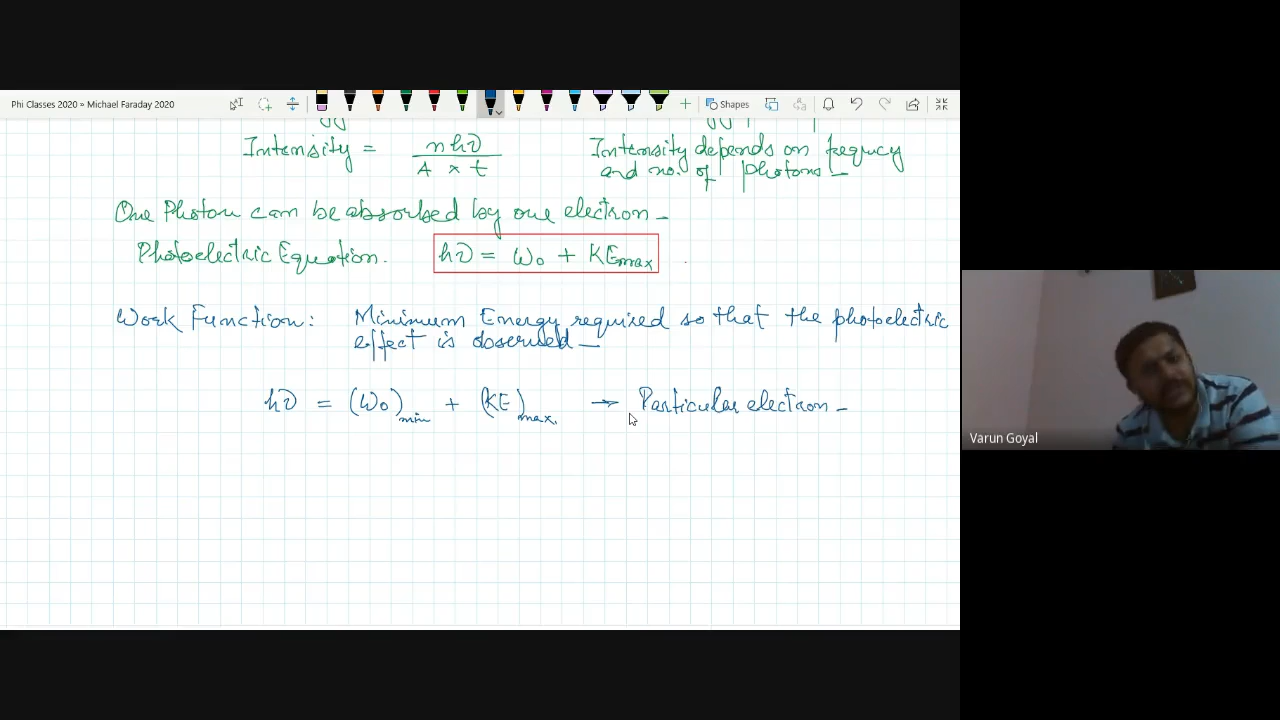 Phi Classes 2020 » Michael Faraday 2020
Shapes
Intensity = nhν / A × t
Intensity depends on frequcy
and no. of photons
One Photon can be absorbed by one electron
Photoelectric Equation. hν = ω₀ + KEmax
Work Function: Minimum Energy required so that the photoelectric
effect is observed
hν = (W₀)min + (KE)max. → Particular electron
Varun Goyal